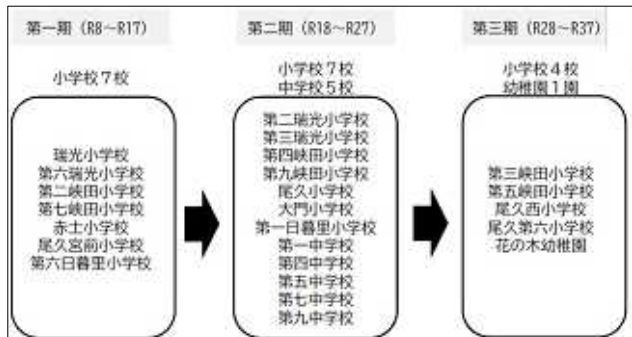 第一期（R8～R17）
小学校７校
瑞光小学校
第六瑞光小学校
第二峡田小学校
第七峡田小学校
赤土小学校
尾久宮前小学校
第六日暮里小学校
第二期（R18～R27）
小学校７校
中学校５校
第二瑞光小学校
第三瑞光小学校
第四峡田小学校
第九峡田小学校
尾久小学校
大門小学校
第一日暮里小学校
第一中学校
第四中学校
第五中学校
第七中学校
第九中学校
第三期（R28～R37）
小学校４校
幼稚園１園
第三峡田小学校
第五峡田小学校
尾久西小学校
尾久第六小学校
花の木幼稚園